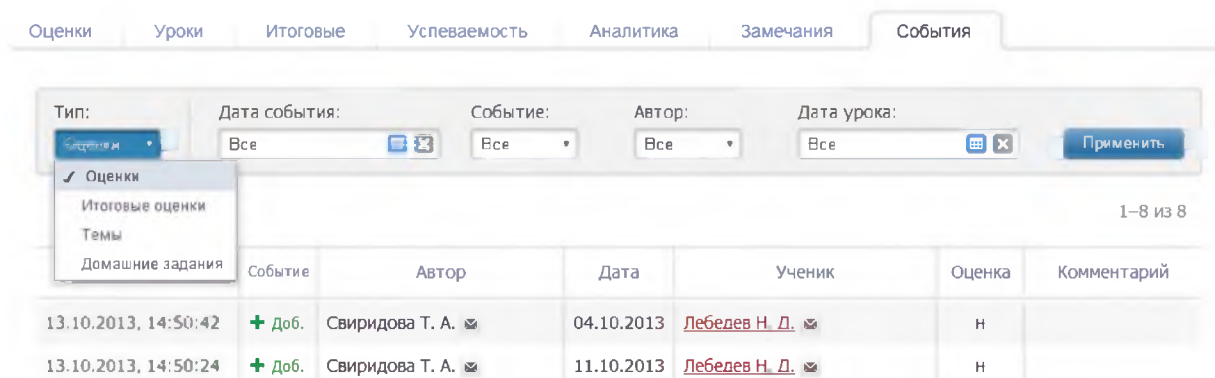 Оценки Уроки Итоговые Успеваемость Аналитика Замечания События
Тип: Дата события: Событие: Автор: Дата урока:
Все Все Все Все Применить
✓ Оценки
Итоговые оценки
1–8 из 8
Темы
Домашние задания
Событие Автор Дата Ученик Оценка Комментарий
13.10.2013, 14:50:42 + Доб. Свиридова Т. А. 04.10.2013 Лебедев Н. Д. н
13.10.2013, 14:50:24 + Доб. Свиридова Т. А. 11.10.2013 Лебедев Н. Д. н